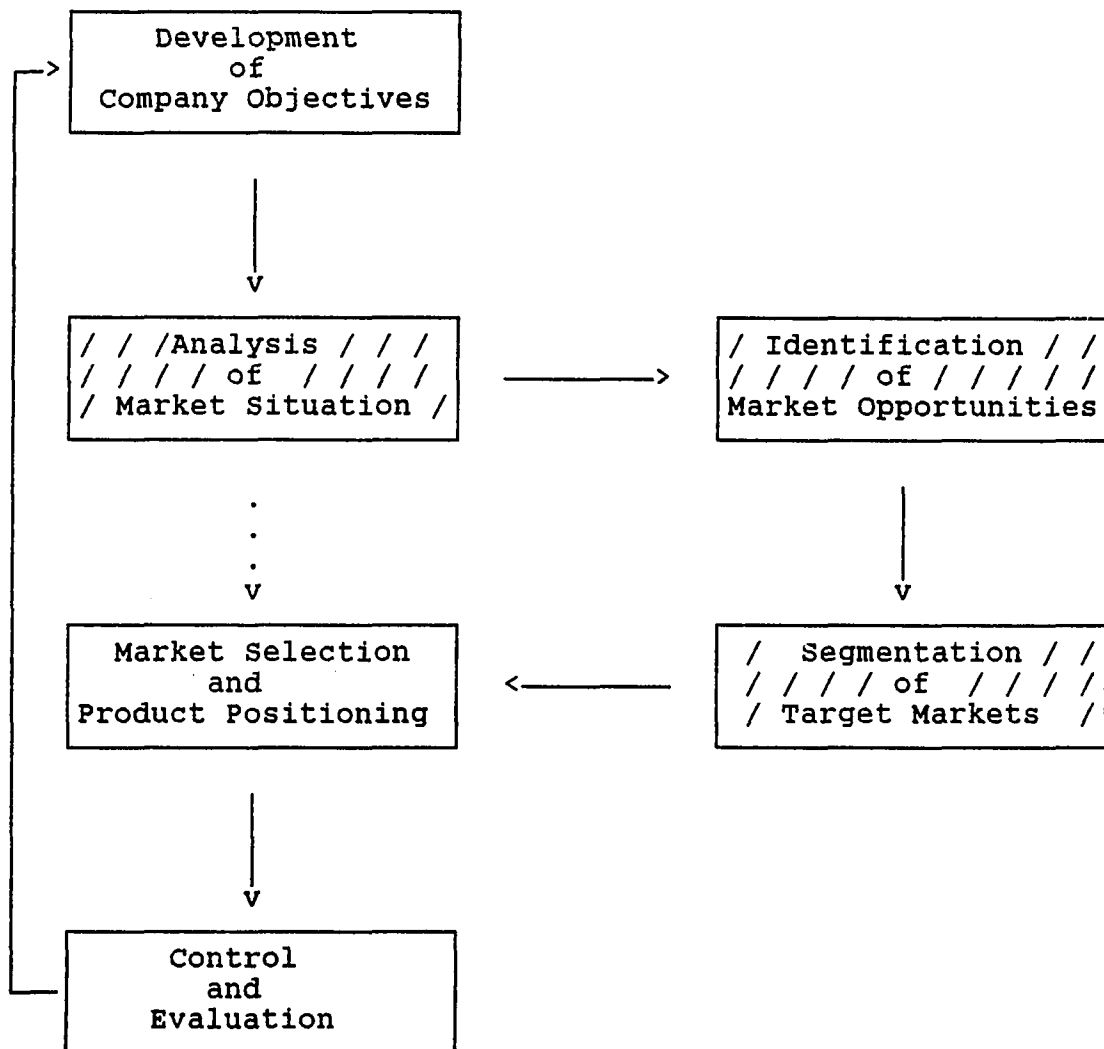 Development
of
Company Objectives
/ / /Analysis / / /
/ / / / of / / / /
/ Market Situation /
/ Identification / /
/ / / / of / / / / /
Market Opportunities
Market Selection
and
Product Positioning
/ Segmentation / /
/ / / / of / / / /
/ Target Markets /
Control
and
Evaluation